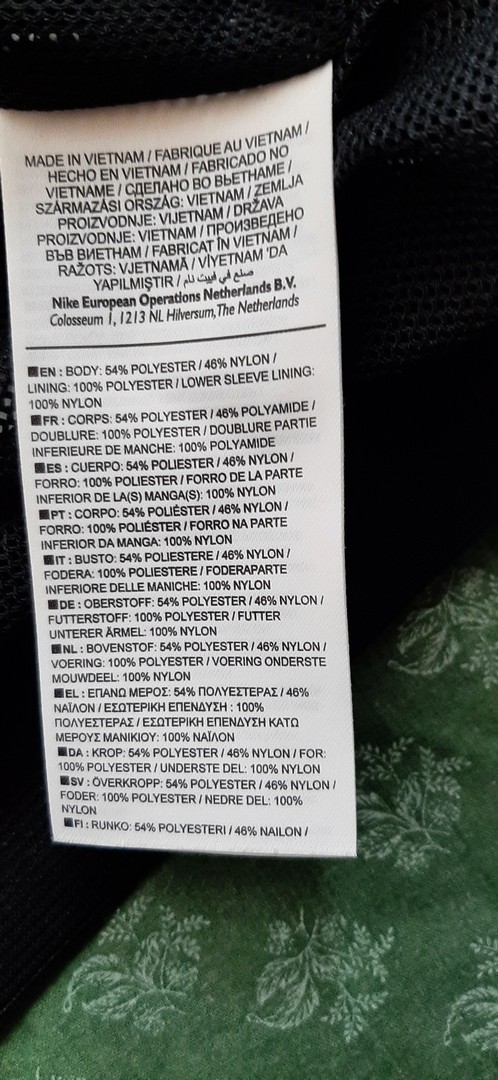 MADE IN VIETNAM / FABRIQUE AU VIETNAM /
HECHO EN VIETNAM / FABRICADO NO
VIETNAME / СДЕЛАНО ВО ВЬЕТНАМЕ /
SZÁRMAZÁSI ORSZÁG: VIETNAM / ZEMLJA
PROIZVODNJE: VIJETNAM / DRŽAVA
PROIZVODNJE: VIETNAM / ПРОИЗВЕДЕНО
ВЪВ ВИЕТНАМ / FABRICAT ÎN VIETNAM /
RAŽOTS: VJETNAMĀ / VİYETNAM 'DA
YAPILMIŞTIR / صنع في فييت نام
Nike European Operations Netherlands B.V.
Colosseum 1, 1213 NL Hilversum, The Netherlands
EN : BODY: 54% POLYESTER / 46% NYLON /
LINING: 100% POLYESTER / LOWER SLEEVE LINING:
100% NYLON
FR : CORPS: 54% POLYESTER / 46% POLYAMIDE /
DOUBLURE: 100% POLYESTER / DOUBLURE PARTIE
INFERIEURE DE MANCHE: 100% POLYAMIDE
ES : CUERPO: 54% POLIESTER / 46% NYLON /
FORRO: 100% POLIESTER / FORRO DE LA PARTE
INFERIOR DE LA(S) MANGA(S): 100% NYLON
PT : CORPO: 54% POLIÉSTER / 46% NYLON /
FORRO: 100% POLIÉSTER / FORRO NA PARTE
INFERIOR DA MANGA: 100% NYLON
IT : BUSTO: 54% POLIESTERE / 46% NYLON /
FODERA: 100% POLIESTERE / FODERAPARTE
INFERIORE DELLE MANICHE: 100% NYLON
DE : OBERSTOFF: 54% POLYESTER / 46% NYLON /
FUTTERSTOFF: 100% POLYESTER / FUTTER
UNTERER ÄRMEL: 100% NYLON
NL : BOVENSTOF: 54% POLYESTER / 46% NYLON /
VOERING: 100% POLYESTER / VOERING ONDERSTE
MOUWDEEL: 100% NYLON
EL : ΕΠΑΝΩ ΜΕΡΟΣ: 54% ΠΟΛΥΕΣΤΕΡΑΣ / 46%
ΝΑΪΛΟΝ / ΕΣΩΤΕΡΙΚΗ ΕΠΕΝΔΥΣΗ : 100%
ΠΟΛΥΕΣΤΕΡΑΣ / ΕΣΩΤΕΡΙΚΗ ΕΠΕΝΔΥΣΗ ΚΑΤΩ
ΜΕΡΟΥΣ ΜΑΝΙΚΙΟΥ: 100% ΝΑΪΛΟΝ
DA : KROP: 54% POLYESTER / 46% NYLON / FOR:
100% POLYESTER / UNDERSTE DEL: 100% NYLON
SV : ÖVERKROPP: 54% POLYESTER / 46% NYLON /
FODER: 100% POLYESTER / NEDRE DEL: 100%
NYLON
FI : RUNKO: 54% POLYESTERI / 46% NAILON /